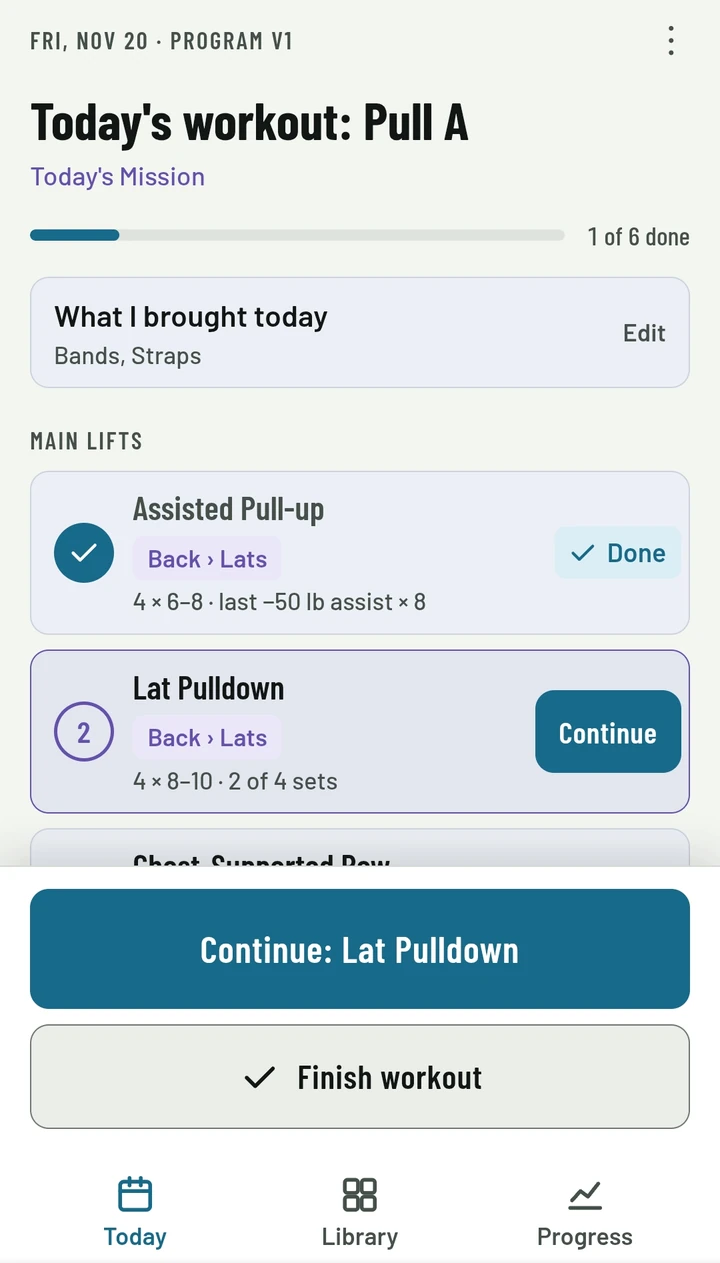 FRI, NOV 20 · PROGRAM V1
Today's workout: Pull A
Today's Mission
1 of 6 done
What I brought today
Bands, Straps
Edit
MAIN LIFTS
Assisted Pull-up
Back › Lats
4 × 6–8 · last −50 lb assist × 8
Done
2
Lat Pulldown
Back › Lats
4 × 8–10 · 2 of 4 sets
Continue
Chest-Supported Row
Continue: Lat Pulldown
Finish workout
Today
Library
Progress